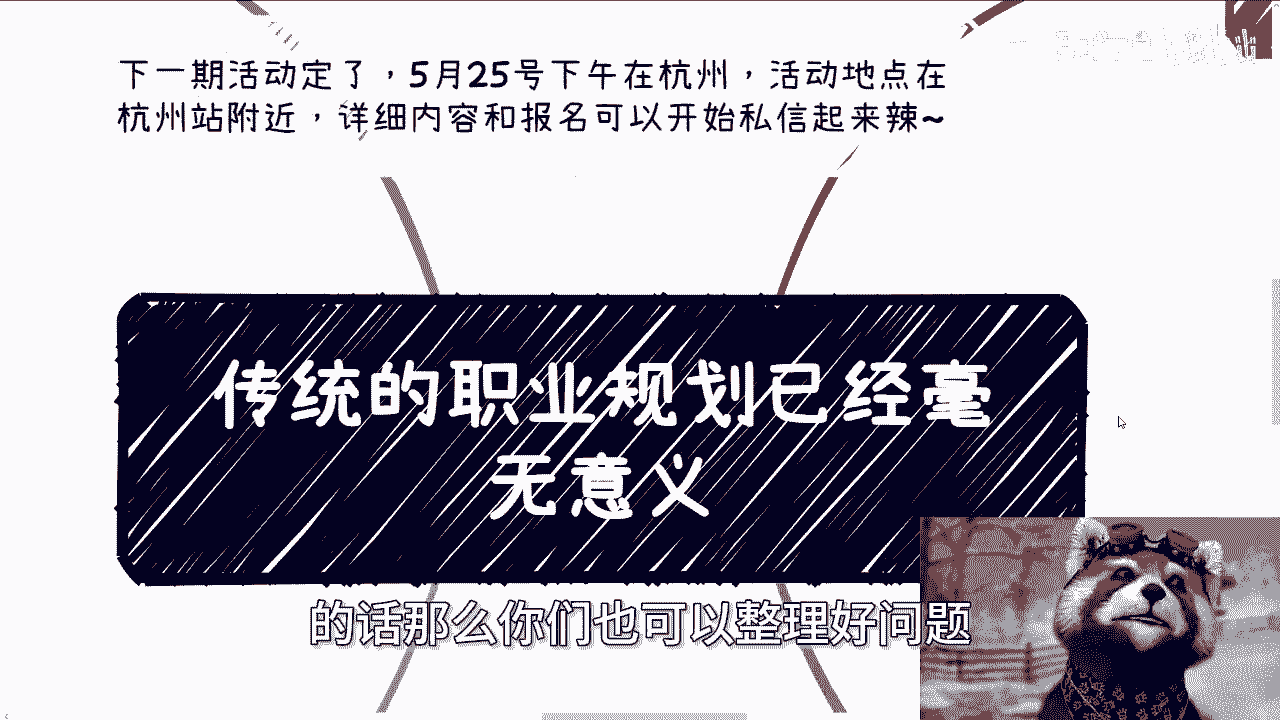 下一期活动定了，5月25号下午在杭州，活动地点在
杭州站附近，详细内容和报名可以开始私信起来辣~
传统的职业规划已经毫
无意义
的话那么你们也可以整理好问题